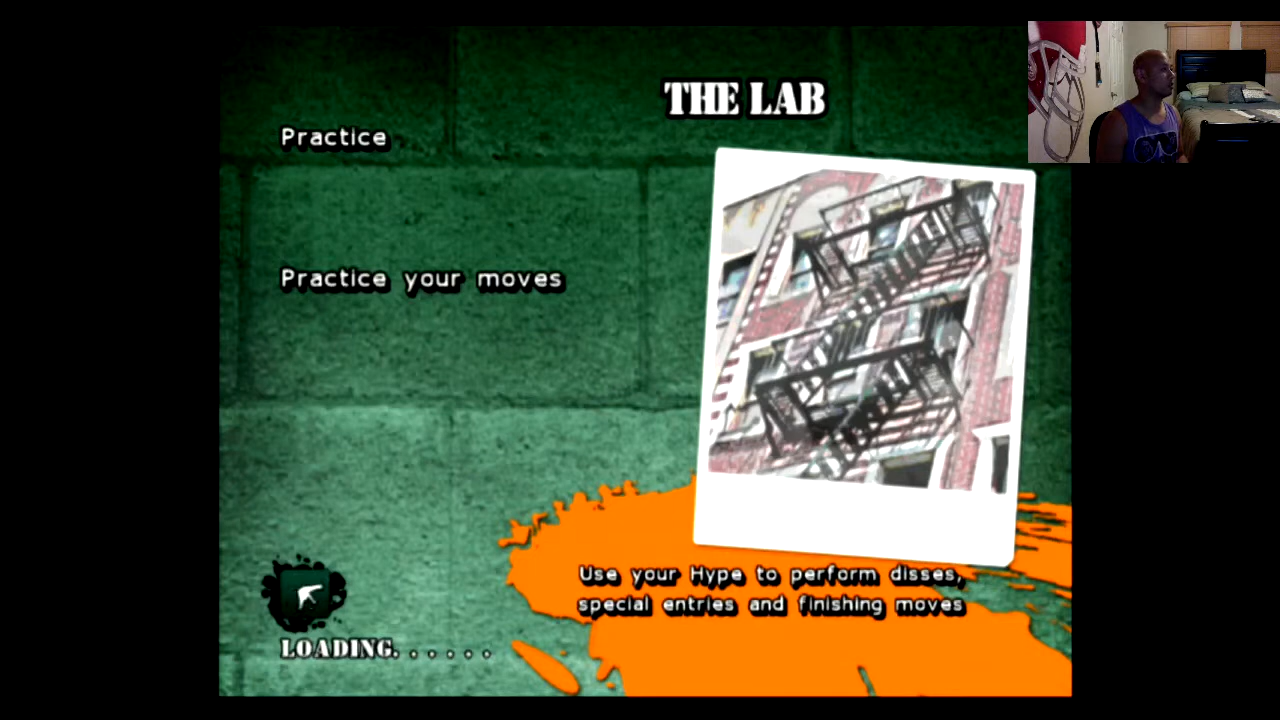 THE LAB
Practice
Practice your moves
Use your Hype to perform disses,
special entries and finishing moves
LOADING. . . . . .